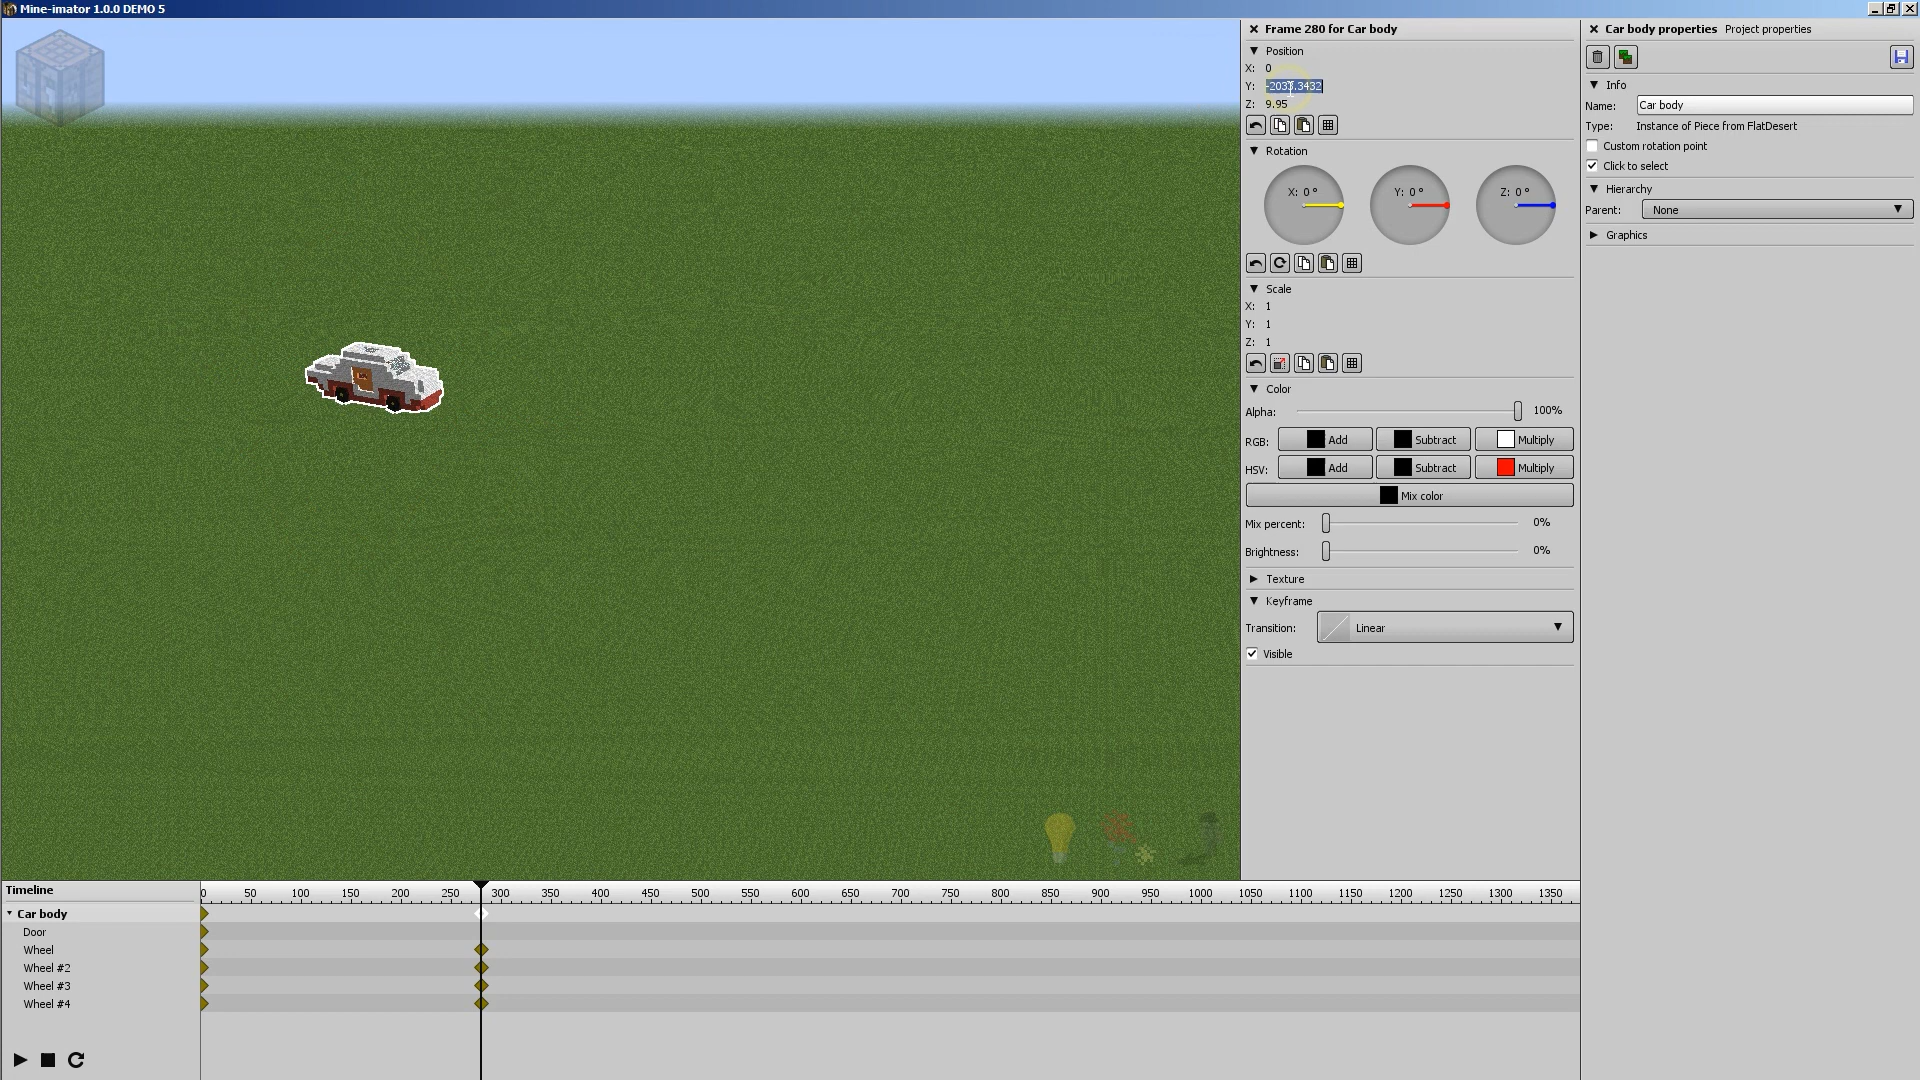 Mine-imator 1.0.0 DEMO 5
Frame 280 for Car body
Position
X: 0
Y: -2033.3432
Z: 9.95
Rotation
X: 0 ° Y: 0 ° Z: 0 °
Scale
X: 1
Y: 1
Z: 1
Color
Alpha: 100%
RGB: Add Subtract Multiply
HSV: Add Subtract Multiply
Mix color
Mix percent: 0%
Brightness: 0%
Texture
Keyframe
Transition: Linear
Visible
Car body properties Project properties
Info
Name: Car body
Type: Instance of Piece from FlatDesert
Custom rotation point
Click to select
Hierarchy
Parent: None
Graphics
Timeline 0 50 100 150 200 250 300 350 400 450 500 550 600 650 700 750 800 850 900 950 1000 1050 1100 1150 1200 1250 1300 1350
Car body
Door
Wheel
Wheel #2
Wheel #3
Wheel #4